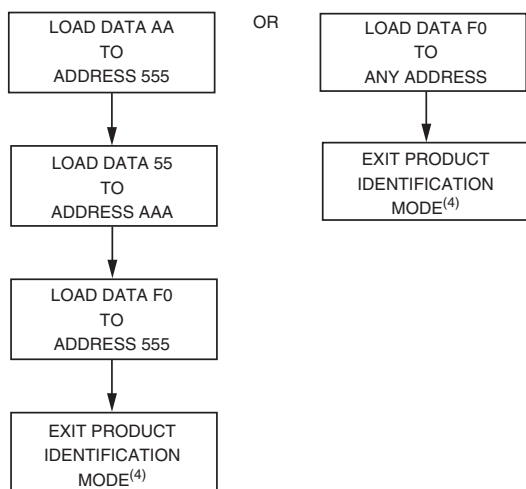 LOAD DATA AA
TO
ADDRESS 555
LOAD DATA 55
TO
ADDRESS AAA
LOAD DATA F0
TO
ADDRESS 555
EXIT PRODUCT
IDENTIFICATION
MODE(4)
OR
LOAD DATA F0
TO
ANY ADDRESS
EXIT PRODUCT
IDENTIFICATION
MODE(4)